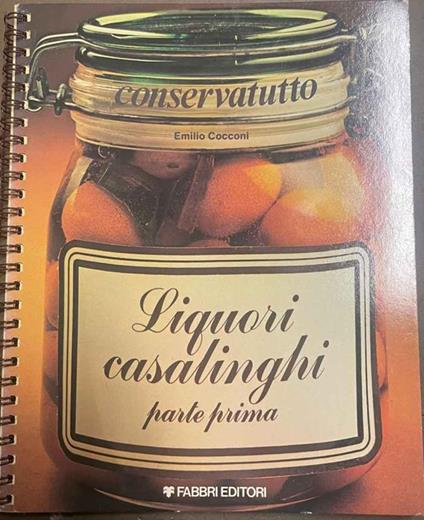 conservatutto
Emilio Cocconi
Liquori
casalinghi
parte prima
FABBRI EDITORI